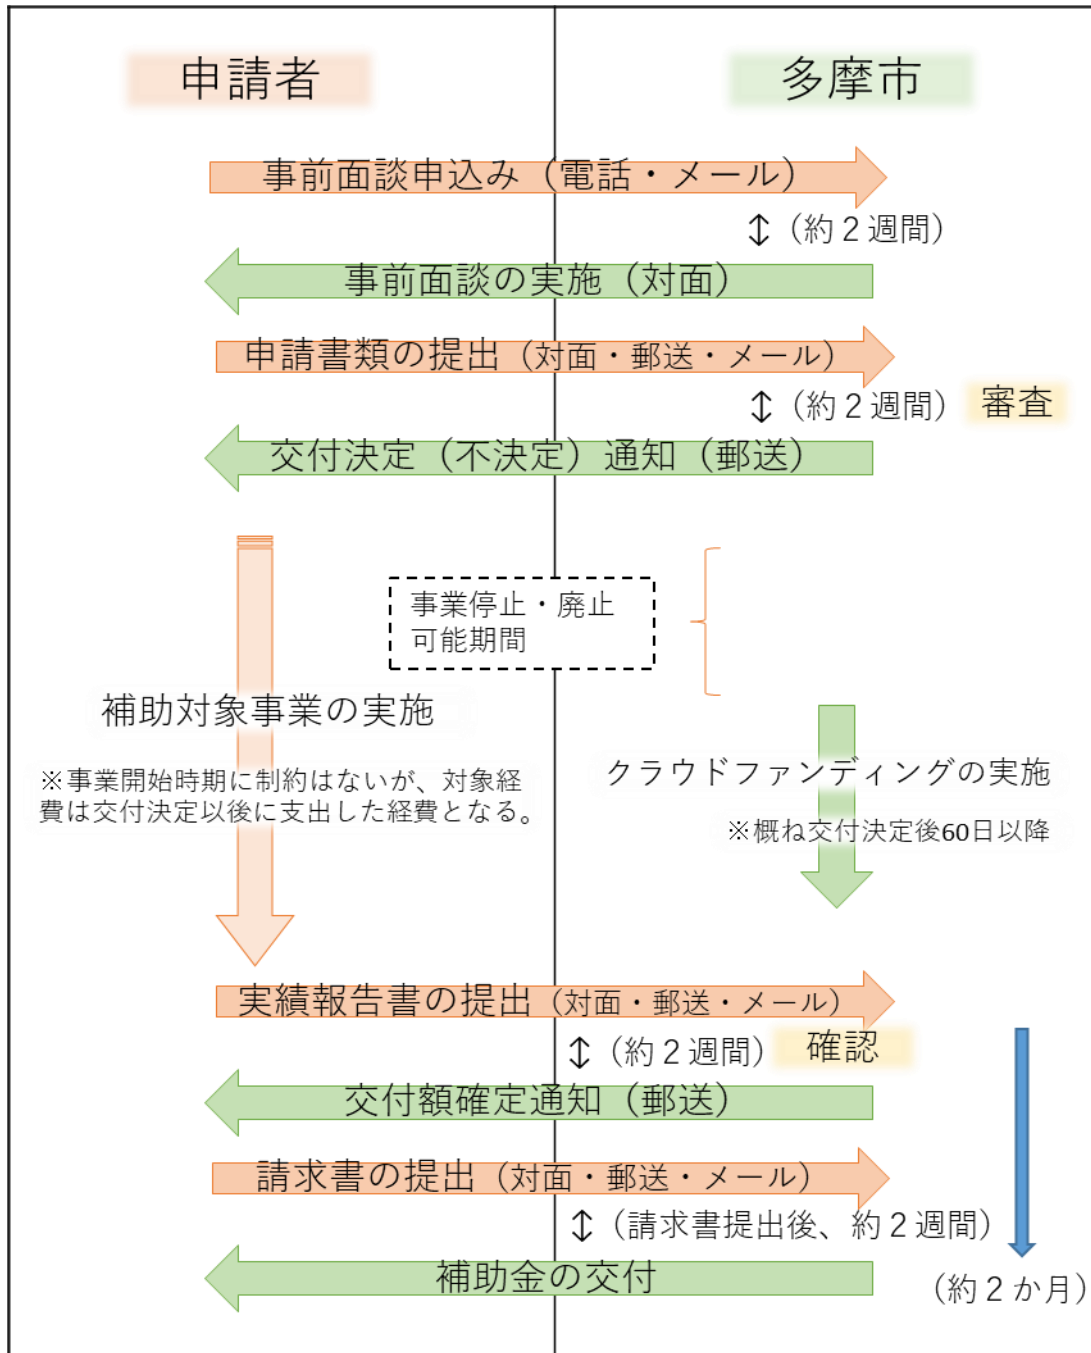 申請者
多摩市
事前面談申込み（電話・メール）
↕（約２週間）
事前面談の実施（対面）
申請書類の提出（対面・郵送・メール）
↕（約２週間） 審査
交付決定（不決定）通知（郵送）
事業停止・廃止
可能期間
補助対象事業の実施
※事業開始時期に制約はないが、対象経
費は交付決定以後に支出した経費となる。
クラウドファンディングの実施
※概ね交付決定後60日以降
実績報告書の提出（対面・郵送・メール）
↕（約２週間） 確認
交付額確定通知（郵送）
請求書の提出（対面・郵送・メール）
↕（請求書提出後、約２週間）
補助金の交付
（約２か月）